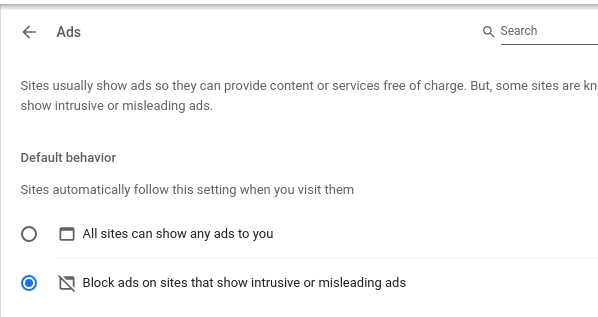 Ads
Search
Sites usually show ads so they can provide content or services free of charge. But, some sites are kn
show intrusive or misleading ads.
Default behavior
Sites automatically follow this setting when you visit them
All sites can show any ads to you
Block ads on sites that show intrusive or misleading ads